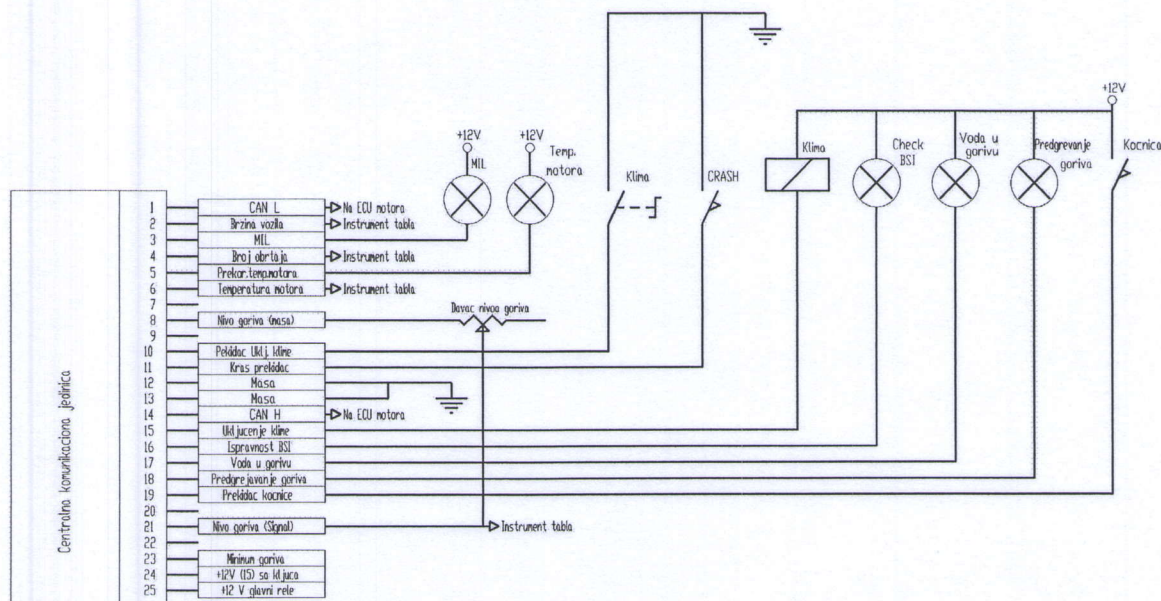 +12V
+12V
+12V
MIL
Temp.
motora
Klima
CRASH
Klima
Check
BSI
Voda u
gorivu
Predgrevanje
goriva
Kocnica
Centralna komunikaciona jedinica
1 CAN L Na ECU motora
2 Brzina vozila Instrument tabla
3 MIL
4 Broj obrtaja Instrument tabla
5 Prekor.temp.motora
6 Temperatura motora Instrument tabla
7
Davac nivoa goriva
8 Nivo goriva (masa)
9
10 Pekidac Uklj. klime
11 Kras prekidac
12 Masa
13 Masa
14 CAN H Na ECU motora
15 Ukljucenje klime
16 Ispravnost BSI
17 Voda u gorivu
18 Predgrejavanje goriva
19 Prekidac kocnice
20
21 Nivo goriva (Signal) Instrument tabla
22
23 Minimum goriva
24 +12V (15) sa kljuca
25 +12 V glavni rele